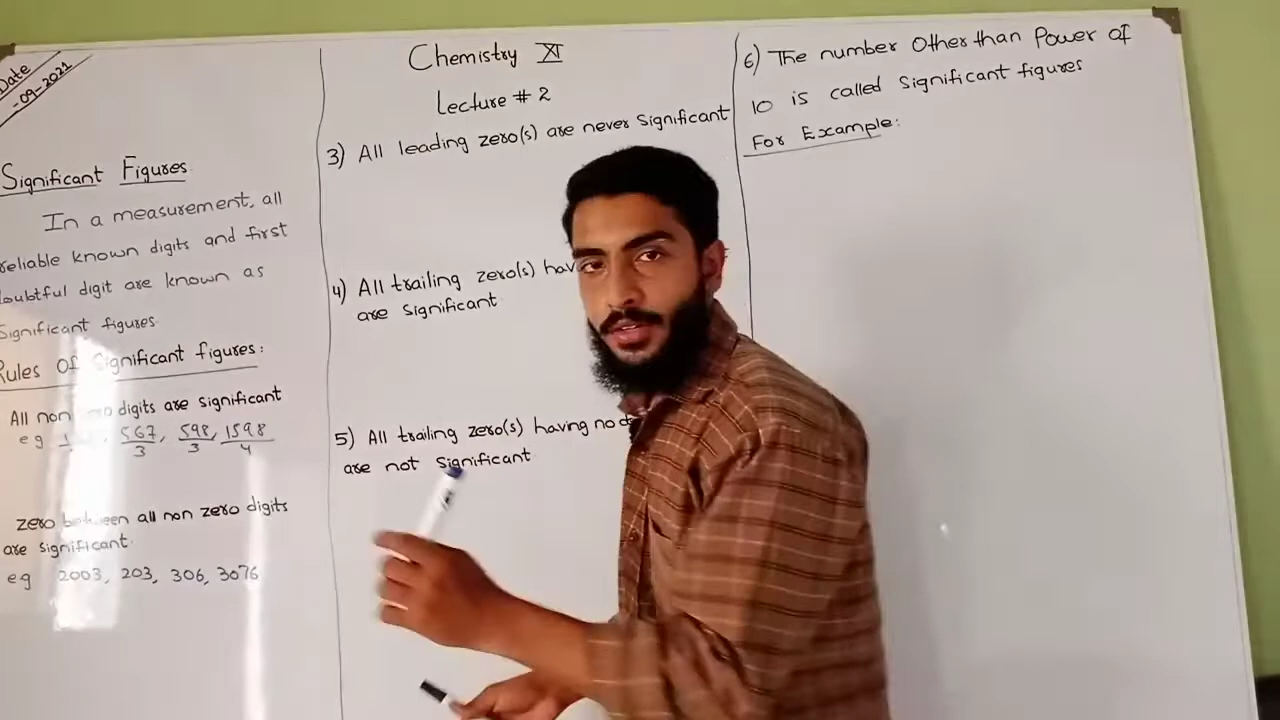 Date
-09-2021
Significant Figures
In a measurement, all
reliable known digits and first
doubtful digit are known as
Significant figures
Rules Of Significant figures:
All non digits are significant
eg 567, 598, 1598
3 3 4
zero between all non zero digits
are significant.
eg 2003, 203, 306, 3076
Chemistry XI
Lecture # 2
3) All leading zero(s) are never significant
4) All trailing zero(s)
are significant
5) All trailing zero(s) having no
are not significant
6) The number Other than Power of
10 is called significant figures
For Example: